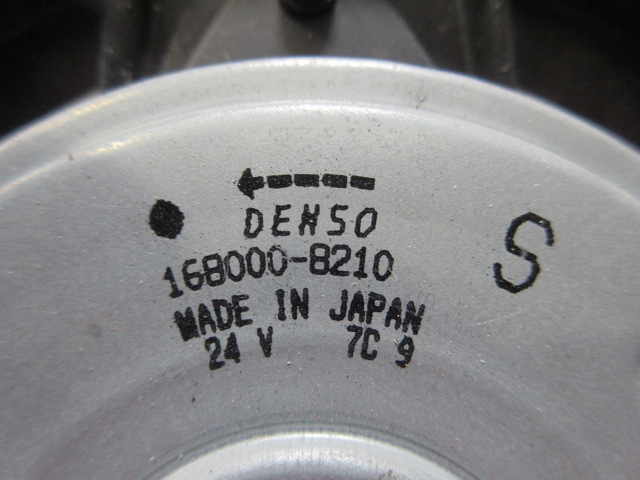 DENSO
168000-8210
MADE IN JAPAN
24 V 7C 9
S